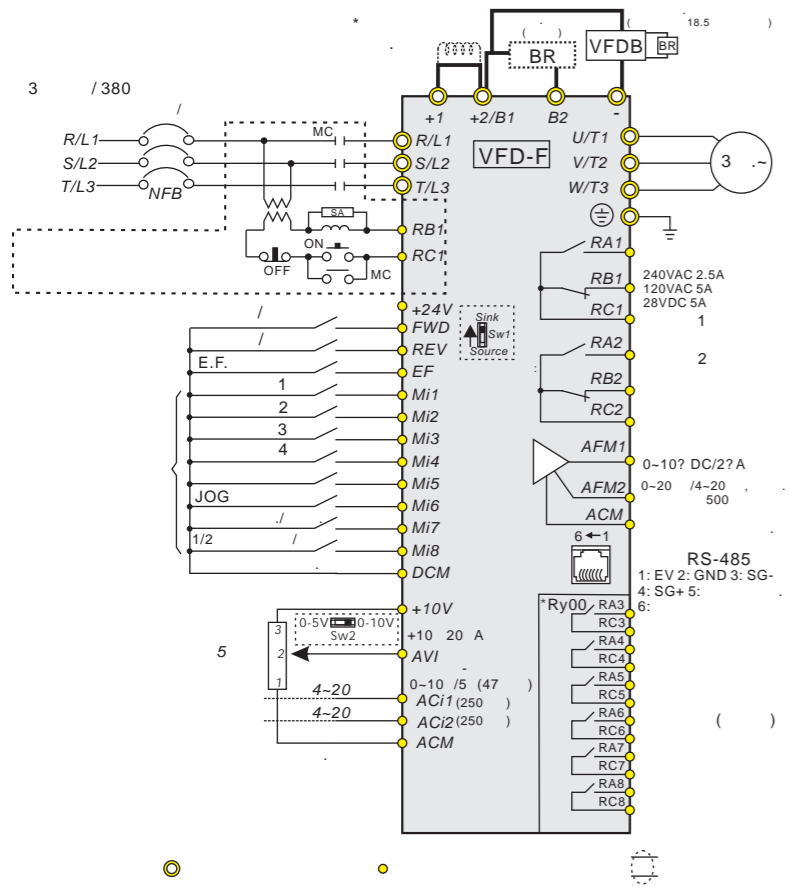 *
.
(
.
)
(
.
18.5
)
VFDB
BR
BR
3 / 380
/
+1
+2/B1
B2
-
R/L1
MC
R/L1
U/T1
S/L2
S/L2
VFD-F
V/T2
3 .~
T/L3
NFB
T/L3
W/T3
SA
RB1
ON
OFF
RC1
MC
RA1
RB1
240VAC 2.5A
120VAC 5A
28VDC 5A
RC1
1
+24V
/
FWD
Sink
Sw1
Source
RA2
2
/
REV
E.F.
EF
:
RB2
1
Mi1
RC2
2
Mi2
3
Mi3
AFM1
4
Mi4
0~10? DC/2? A
Mi5
AFM2
0~20 /4~20 , .
500
JOG
Mi6
ACM
./ .
Mi7
.
6←1
1/2 /
Mi8
RS-485
.
DCM
1: EV 2: GND 3: SG-
4: SG+ 5: .
6:
+10V
*Ry00
RA3
RC3
0-5V 0-10V
Sw2
3
+10 20 A
RA4
RC4
5
2
AVI
-
0~10 /5 (47 )
RA5
RC5
1
4~20
ACi1 (250 )
4~20
ACi2 (250 )
RA6
RC6
( )
ACM
.
RA7
RC7
RA8
RC8